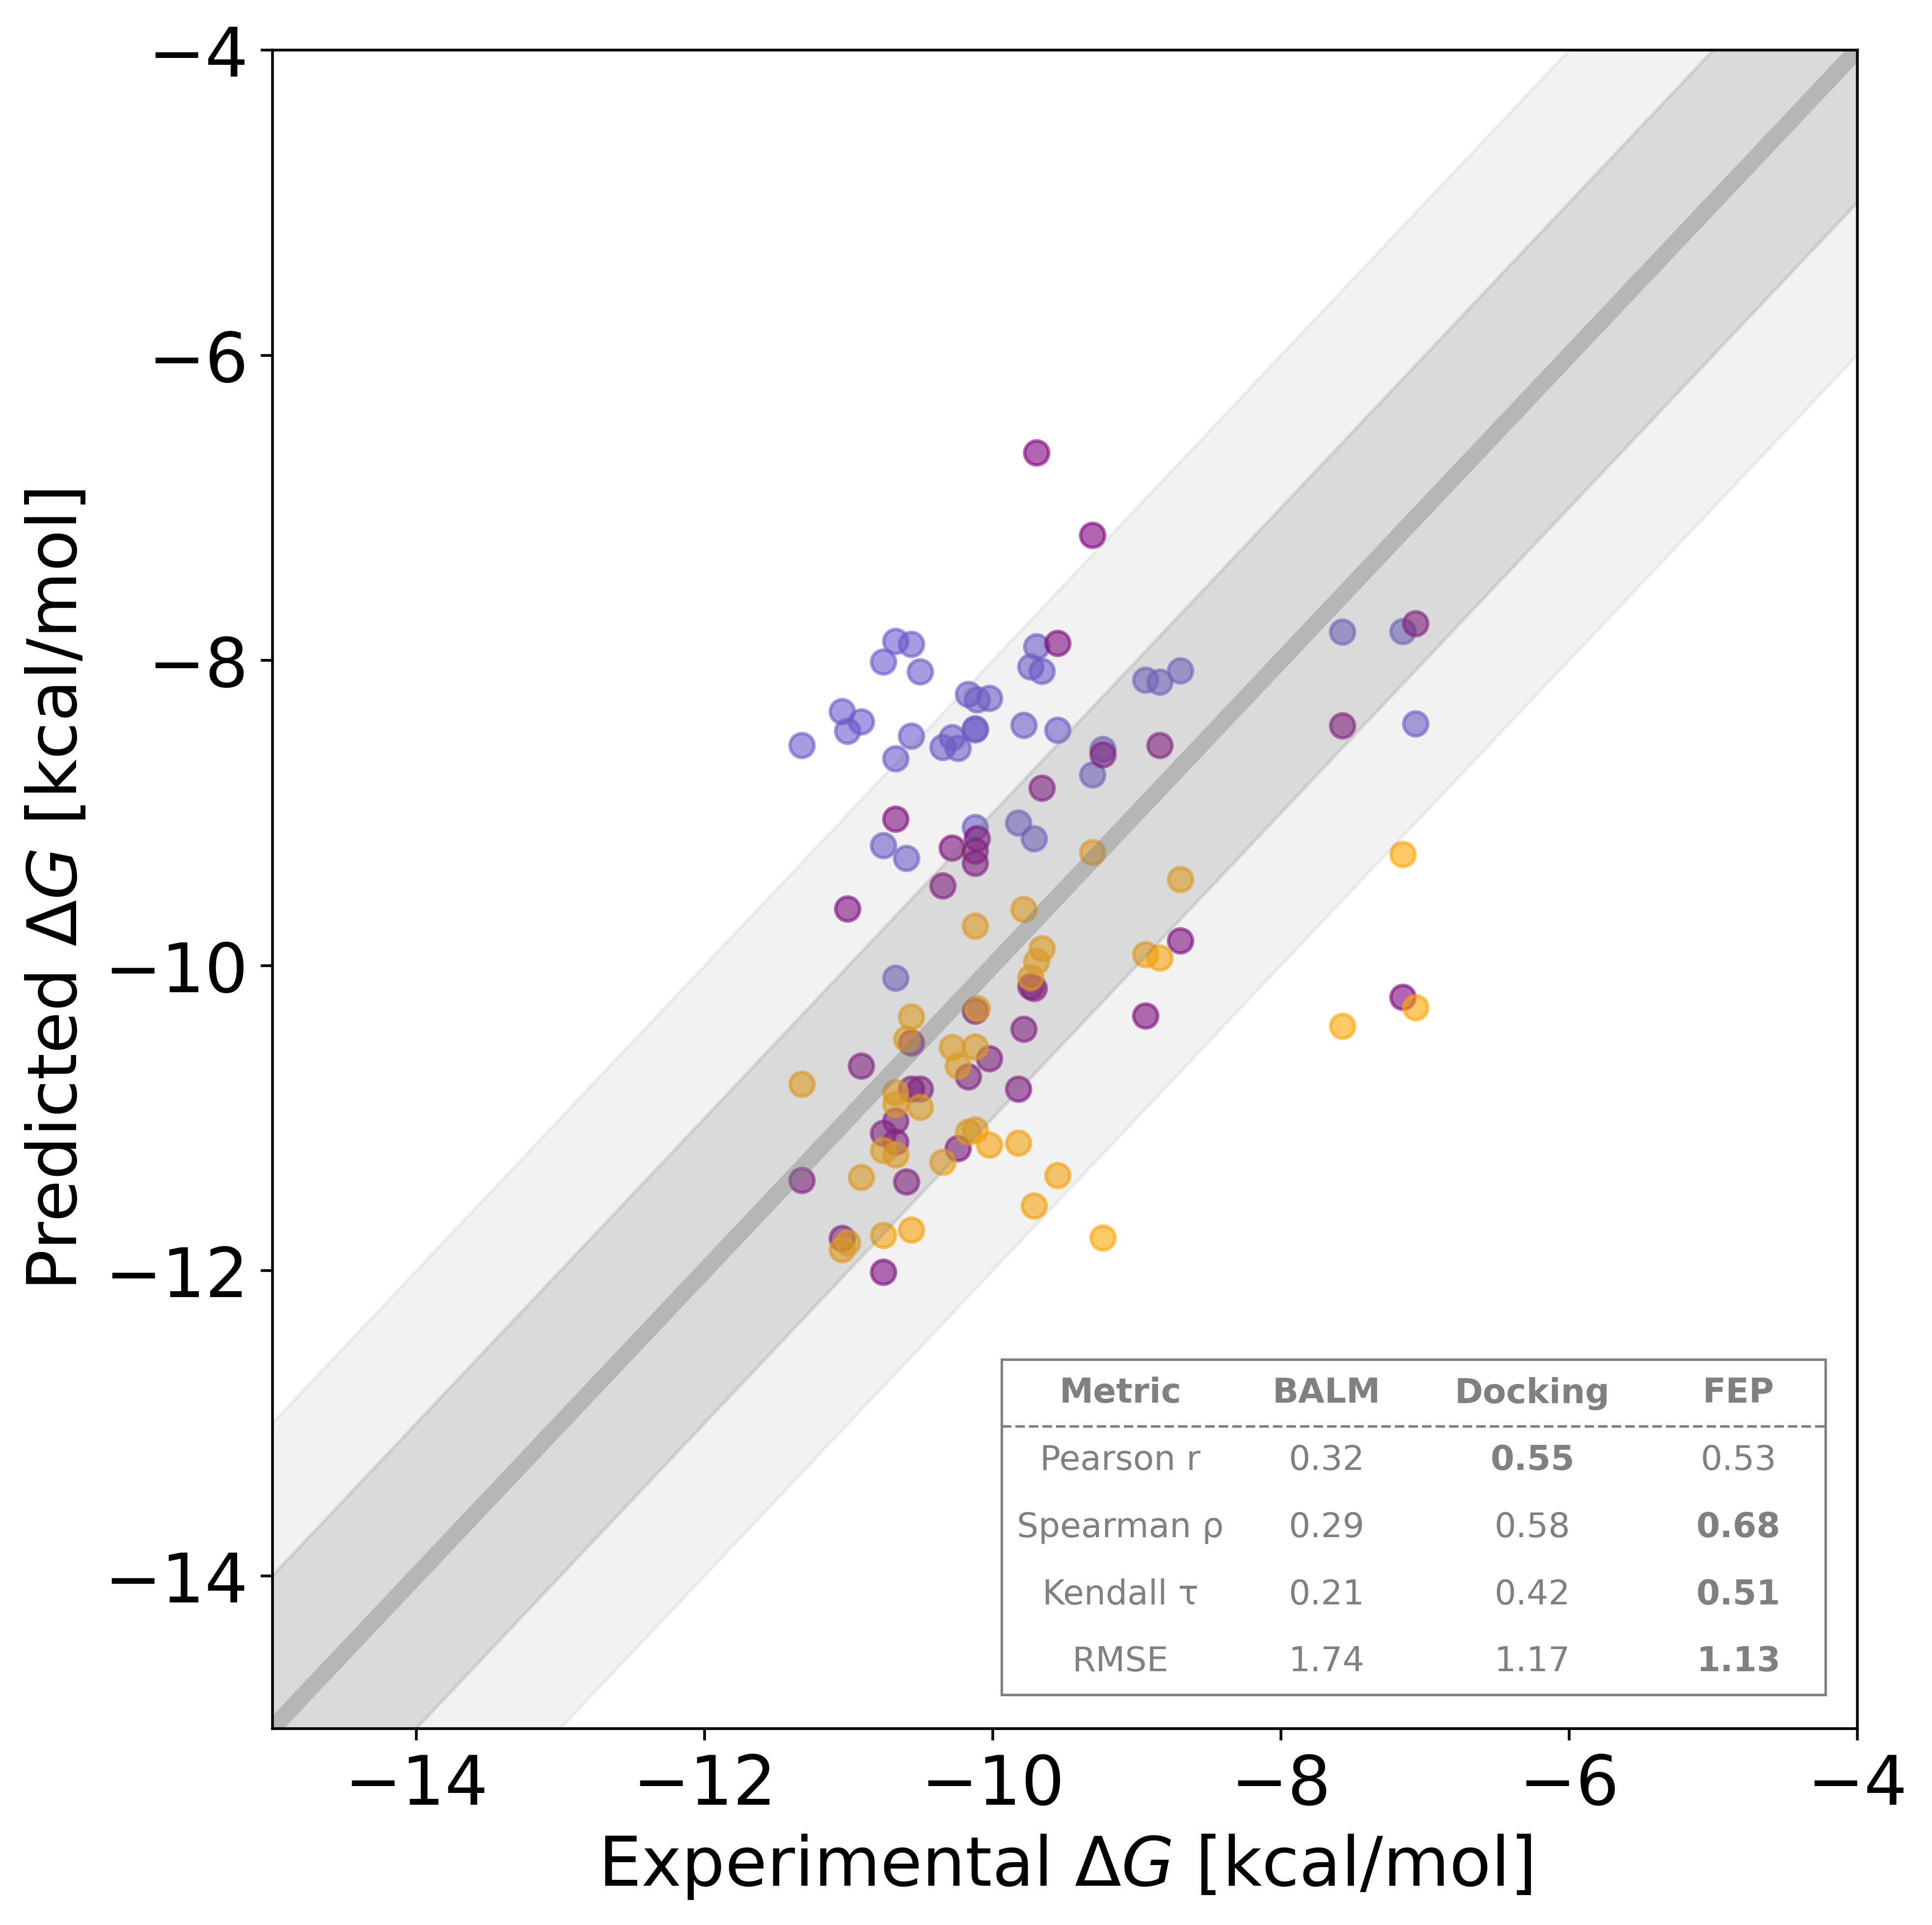 −4
−6
−8
−10
−12
−14
Predicted ΔG [kcal/mol]
Metric BALM Docking FEP
Pearson r 0.32 0.55 0.53
Spearman ρ 0.29 0.58 0.68
Kendall τ 0.21 0.42 0.51
RMSE 1.74 1.17 1.13
−14 −12 −10 −8 −6 −4
Experimental ΔG [kcal/mol]